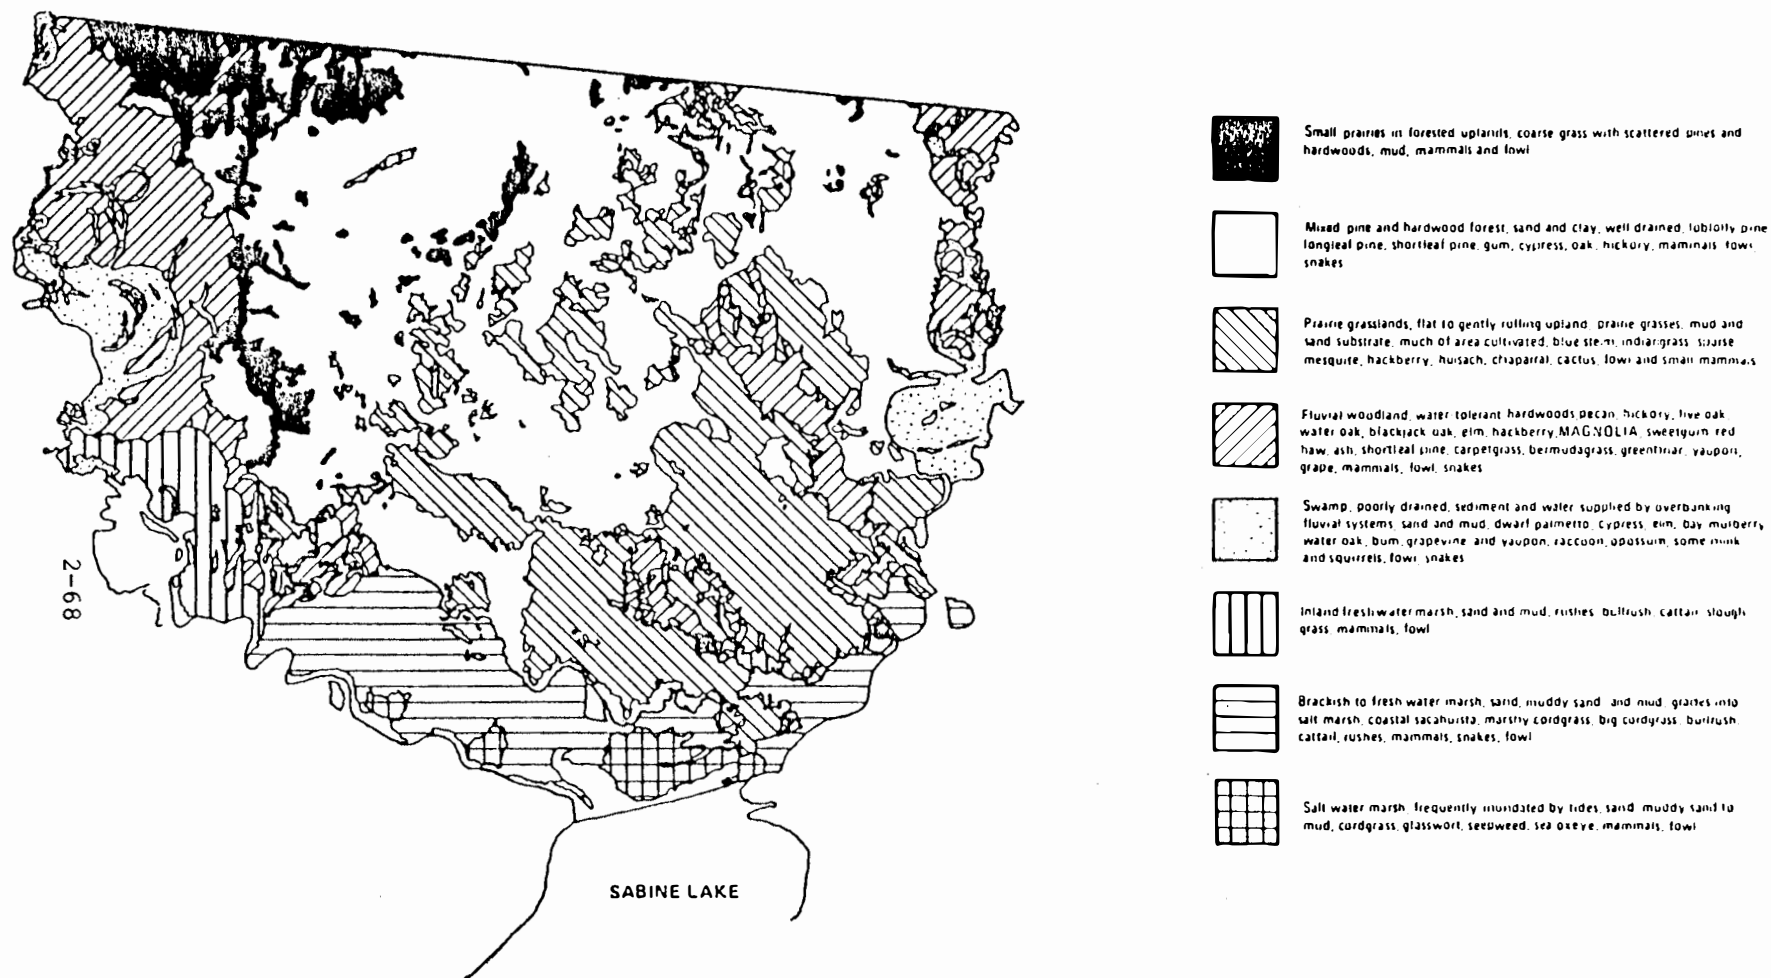 Small prairies in forested uplands, coarse grass with scattered pines and
hardwoods, mud, mammals and fowl
Mixed pine and hardwood forest, sand and clay, well drained, loblolly pine
longleaf pine, shortleaf pine, gum, cypress, oak, hickory, mammals, fowl,
snakes
Prairie grasslands, flat to gently rolling upland, prairie grasses, mud and
sand substrate, much of area cultivated, blue stem, indiangrass, sparse
mesquite, hackberry, huisach, chaparral, cactus, fowl and small mammals
Fluvial woodland, water-tolerant hardwoods, pecan, hickory, live oak,
water oak, blackjack oak, elm, hackberry, MAGNOLIA, sweetgum, red
haw, ash, shortleaf pine, carpetgrass, bermudagrass, greenbriar, yaupon,
grape, mammals, fowl, snakes
Swamp, poorly drained, sediment and water supplied by overbanking
fluvial systems, sand and mud, dwarf palmetto, cypress, elm, bay mulberry
water oak, bum, grapevine and yaupon, raccoon, opossum, some mink
and squirrels, fowl, snakes
Inland freshwater marsh, sand and mud, rushes, bullrush, cattail, slough
grass, mammals, fowl
Brackish to fresh water marsh, sand, muddy sand and mud, grades into
salt marsh, coastal sacahuista, marshy cordgrass, big cordgrass, bullrush,
cattail, rushes, mammals, snakes, fowl
Salt water marsh, frequently inundated by tides, sand, muddy sand to
mud, cordgrass, glasswort, seepweed, sea oxeye, mammals, fowl
2-68
SABINE LAKE